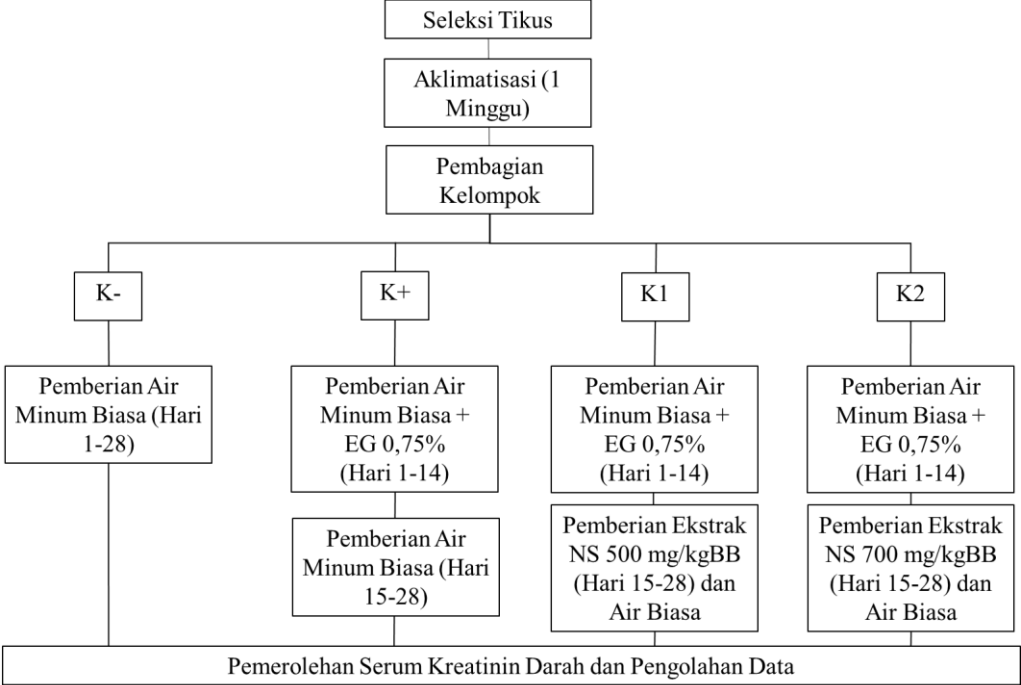 Seleksi Tikus
Aklimatisasi (1
Minggu)
Pembagian
Kelompok
K-
K+
K1
K2
Pemberian Air
Minum Biasa (Hari
1-28)
Pemberian Air
Minum Biasa +
EG 0,75%
(Hari 1-14)
Pemberian Air
Minum Biasa +
EG 0,75%
(Hari 1-14)
Pemberian Air
Minum Biasa +
EG 0,75%
(Hari 1-14)
Pemberian Air
Minum Biasa (Hari
15-28)
Pemberian Ekstrak
NS 500 mg/kgBB
(Hari 15-28) dan
Air Biasa
Pemberian Ekstrak
NS 700 mg/kgBB
(Hari 15-28) dan
Air Biasa
Pemerolehan Serum Kreatinin Darah dan Pengolahan Data